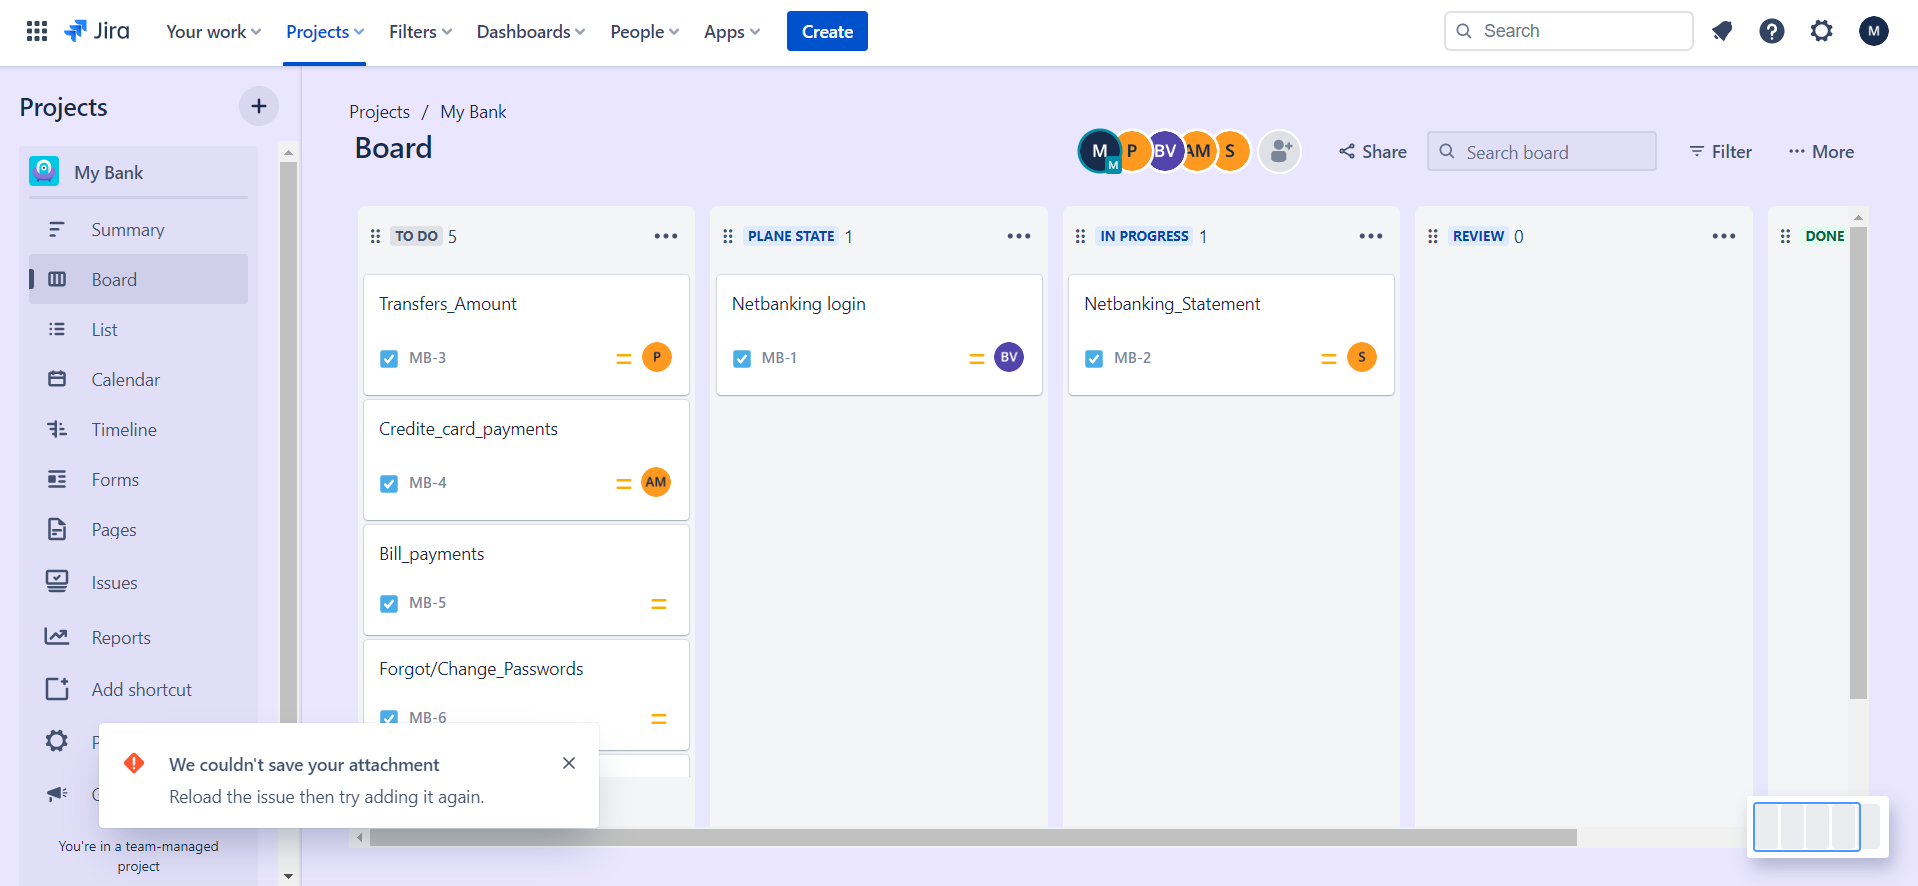 Jira Your work Projects Filters Dashboards People Apps Create Search M
Projects
My Bank
Summary
Board
List
Calendar
Timeline
Forms
Pages
Issues
Reports
Add shortcut
P
G
You're in a team-managed
project
Projects / My Bank
Board
M M P BV AM S Share Search board Filter More
TO DO 5
Transfers_Amount
MB-3 P
Credite_card_payments
MB-4 AM
Bill_payments
MB-5
Forgot/Change_Passwords
MB-6
PLANE STATE 1
Netbanking login
MB-1 BV
IN PROGRESS 1
Netbanking_Statement
MB-2 S
REVIEW 0
DONE
We couldn't save your attachment
Reload the issue then try adding it again.